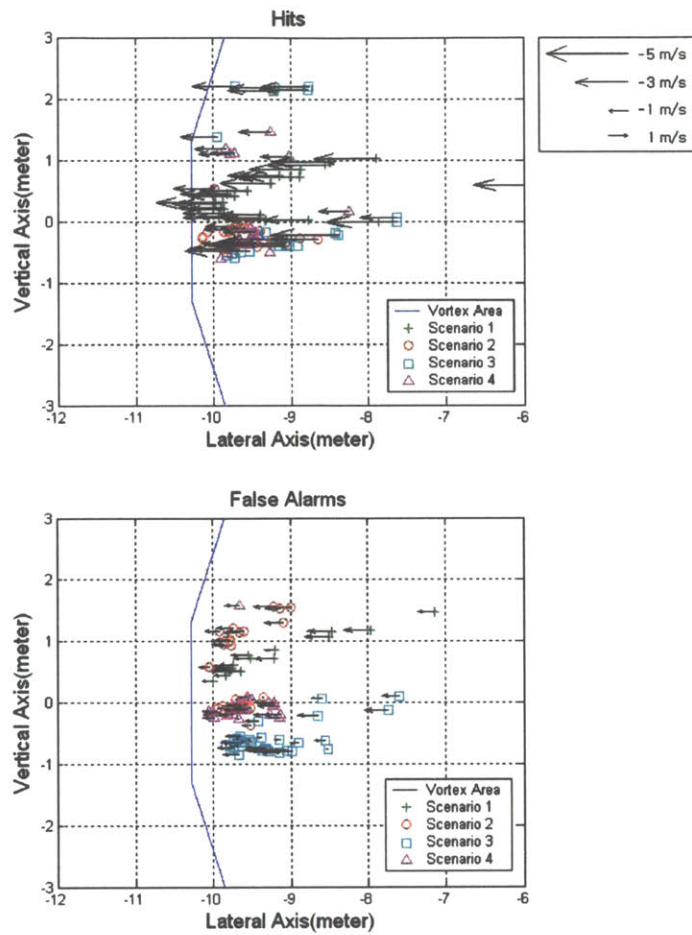 Hits
-5 m/s
-3 m/s
-1 m/s
1 m/s
3
2
1
0
-1
-2
-3
Vertical Axis(meter)
Vortex Area
Scenario 1
Scenario 2
Scenario 3
Scenario 4
-12
-11
-10
-9
-8
-7
-6
Lateral Axis(meter)
False Alarms
3
2
1
0
-1
-2
-3
Vertical Axis(meter)
Vortex Area
Scenario 1
Scenario 2
Scenario 3
Scenario 4
-12
-11
-10
-9
-8
-7
-6
Lateral Axis(meter)